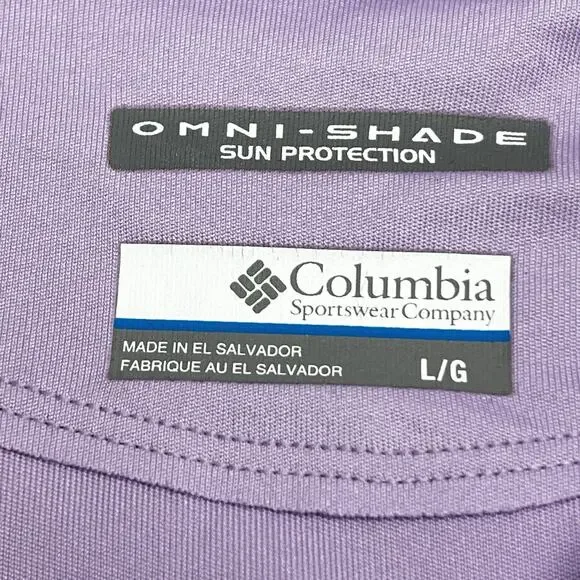 OMNI-SHADE
SUN PROTECTION
Columbia
Sportswear Company
MADE IN EL SALVADOR
FABRIQUE AU EL SALVADOR
L/G